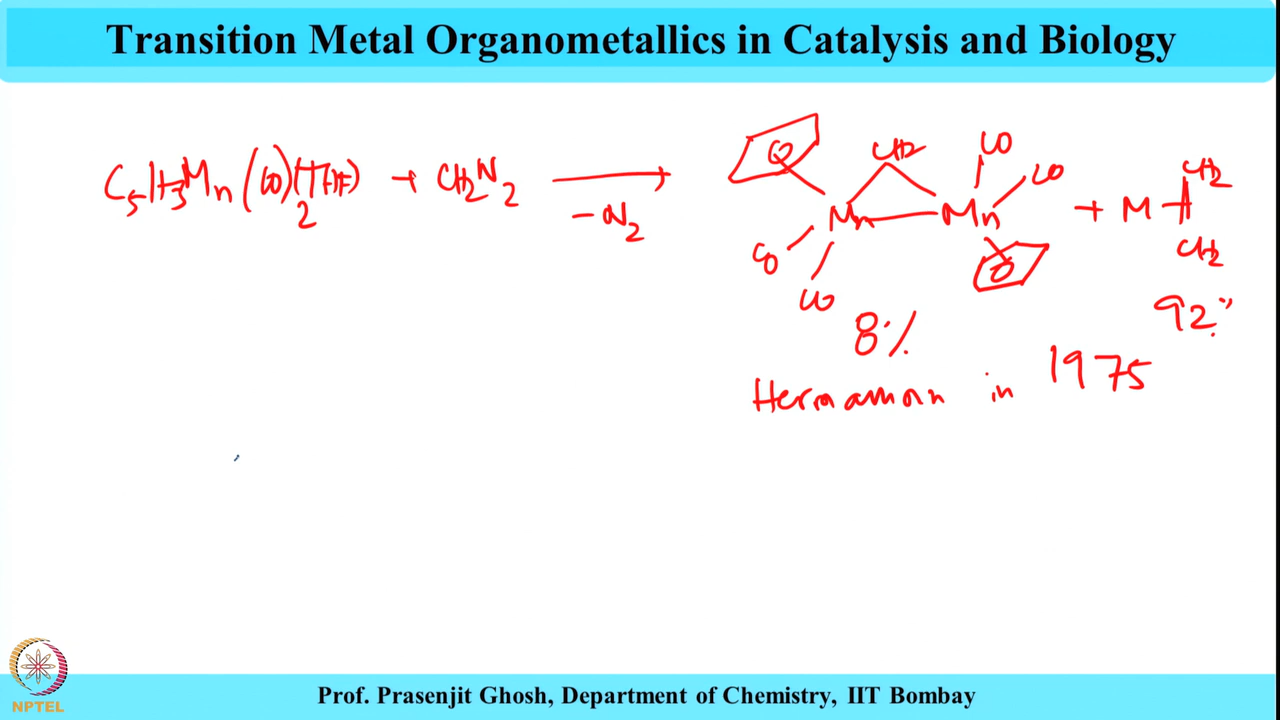 Transition Metal Organometallics in Catalysis and Biology
C5H5Mn(CO)2(THF) + CH2N2
-N2
CH2
Mn
Mn
CO
CO
CO
CO
+ M
CH2
CH2
8%
92%
Hermamann in 1975
NPTEL
Prof. Prasenjit Ghosh, Department of Chemistry, IIT Bombay